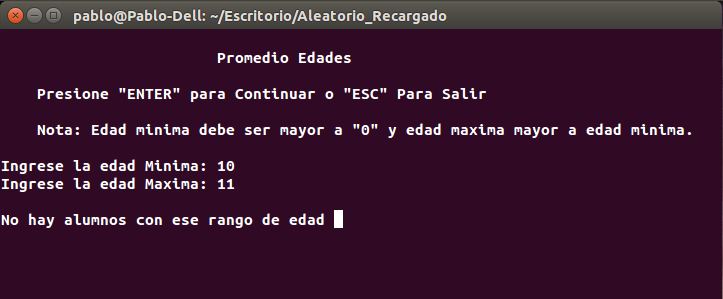 pablo@Pablo-Dell: ~/Escritorio/Aleatorio_Recargado
Promedio Edades
Presione "ENTER" para Continuar o "ESC" Para Salir
Nota: Edad minima debe ser mayor a "0" y edad maxima mayor a edad minima.
Ingrese la edad Minima: 10
Ingrese la edad Maxima: 11
No hay alumnos con ese rango de edad